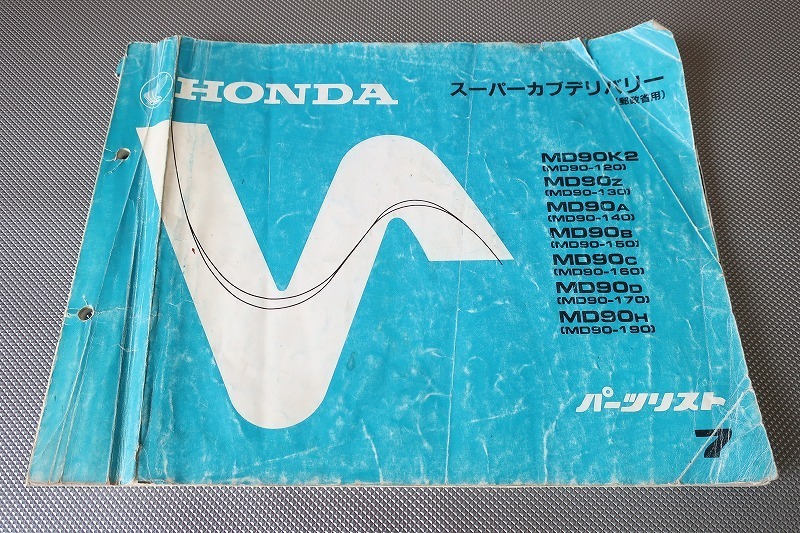 HONDA
スーパーカブデリバリー
(郵政省用)
MD90K2
(MD90-120)
MD90Z
(MD90-130)
MD90A
(MD90-140)
MD90B
(MD90-150)
MD90C
(MD90-160)
MD90D
(MD90-170)
MD90H
(MD90-190)
パーツリスト
7